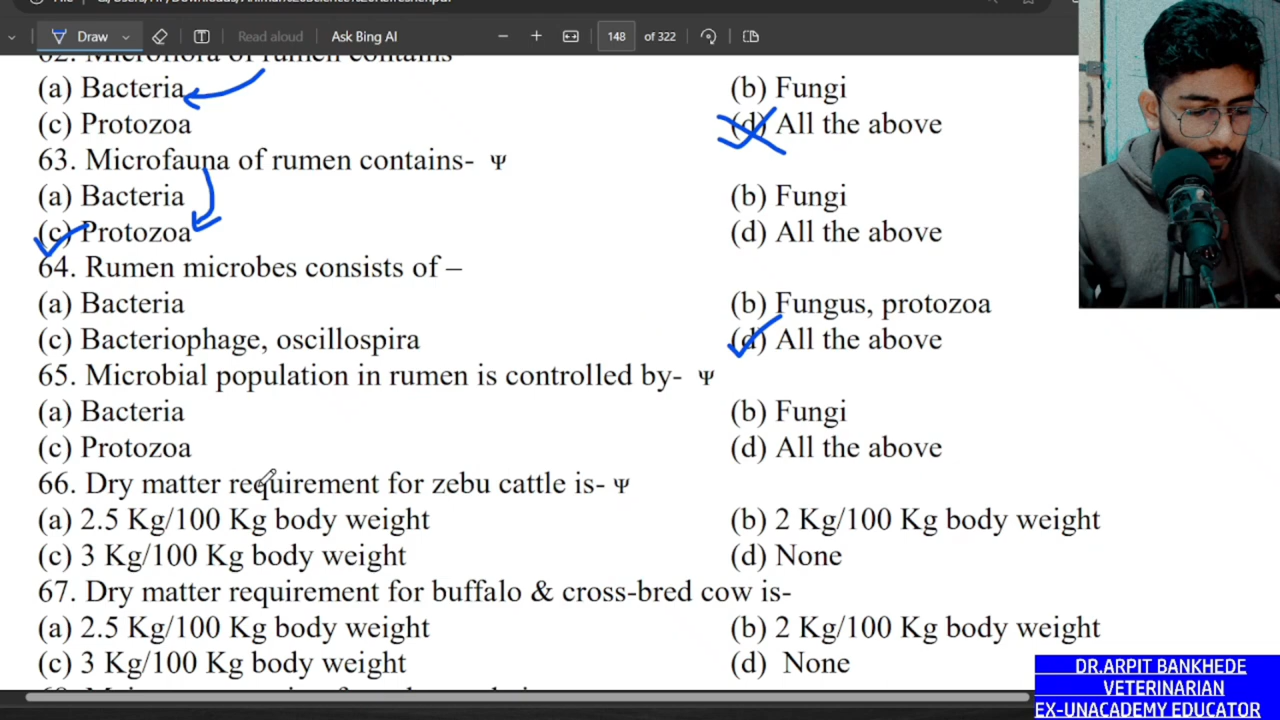 Draw
Read aloud
Ask Bing AI
148 of 322
62. Microflora of rumen contains
(a) Bacteria (b) Fungi
(c) Protozoa (d) All the above
63. Microfauna of rumen contains- Ψ
(a) Bacteria (b) Fungi
(c) Protozoa (d) All the above
64. Rumen microbes consists of –
(a) Bacteria (b) Fungus, protozoa
(c) Bacteriophage, oscillospira (d) All the above
65. Microbial population in rumen is controlled by- Ψ
(a) Bacteria (b) Fungi
(c) Protozoa (d) All the above
66. Dry matter requirement for zebu cattle is- Ψ
(a) 2.5 Kg/100 Kg body weight (b) 2 Kg/100 Kg body weight
(c) 3 Kg/100 Kg body weight (d) None
67. Dry matter requirement for buffalo & cross-bred cow is-
(a) 2.5 Kg/100 Kg body weight (b) 2 Kg/100 Kg body weight
(c) 3 Kg/100 Kg body weight (d) None
DR.ARPIT BANKHEDE
VETERINARIAN
EX-UNACADEMY EDUCATOR